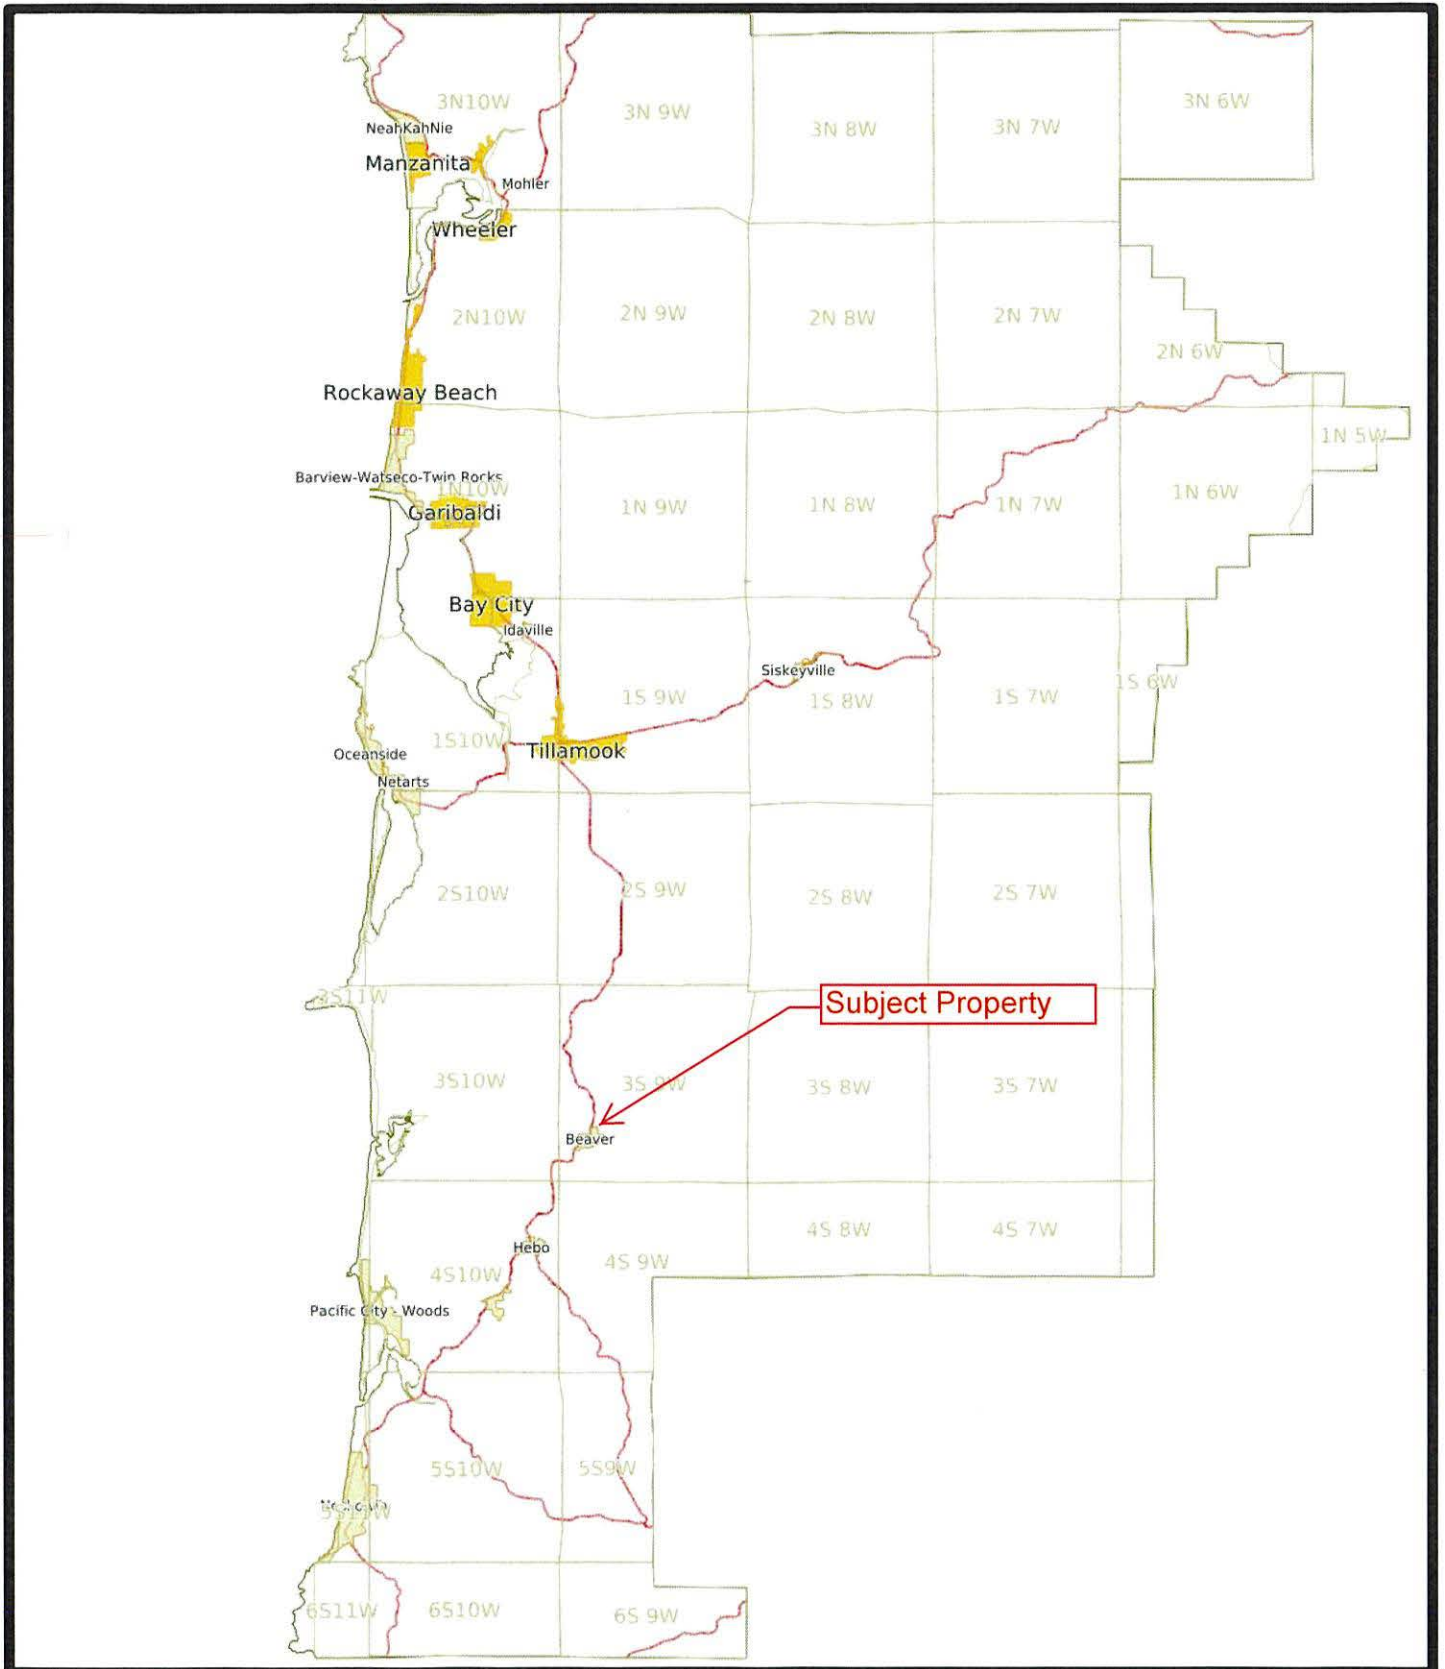 3N10W
3N 9W
3N 8W
3N 7W
3N 6W
NeahKahNie
Manzanita
Mohler
Wheeler
2N10W
2N 9W
2N 8W
2N 7W
2N 6W
Rockaway Beach
1N 5W
Barview-Watseco-Twin Rocks
1N10W
1N 9W
1N 8W
1N 7W
1N 6W
Garibaldi
Bay City
Idaville
Siskeyville
1S 9W
1S 8W
1S 7W
1S 6W
1S10W
Tillamook
Oceanside
Netarts
2S10W
2S 9W
2S 8W
2S 7W
3S11W
Subject Property
3S10W
3S 9W
3S 8W
3S 7W
Beaver
4S 8W
4S 7W
Hebo
4S10W
4S 9W
Pacific City - Woods
5S10W
5S9W
5S11W
6S11W
6S10W
6S 9W